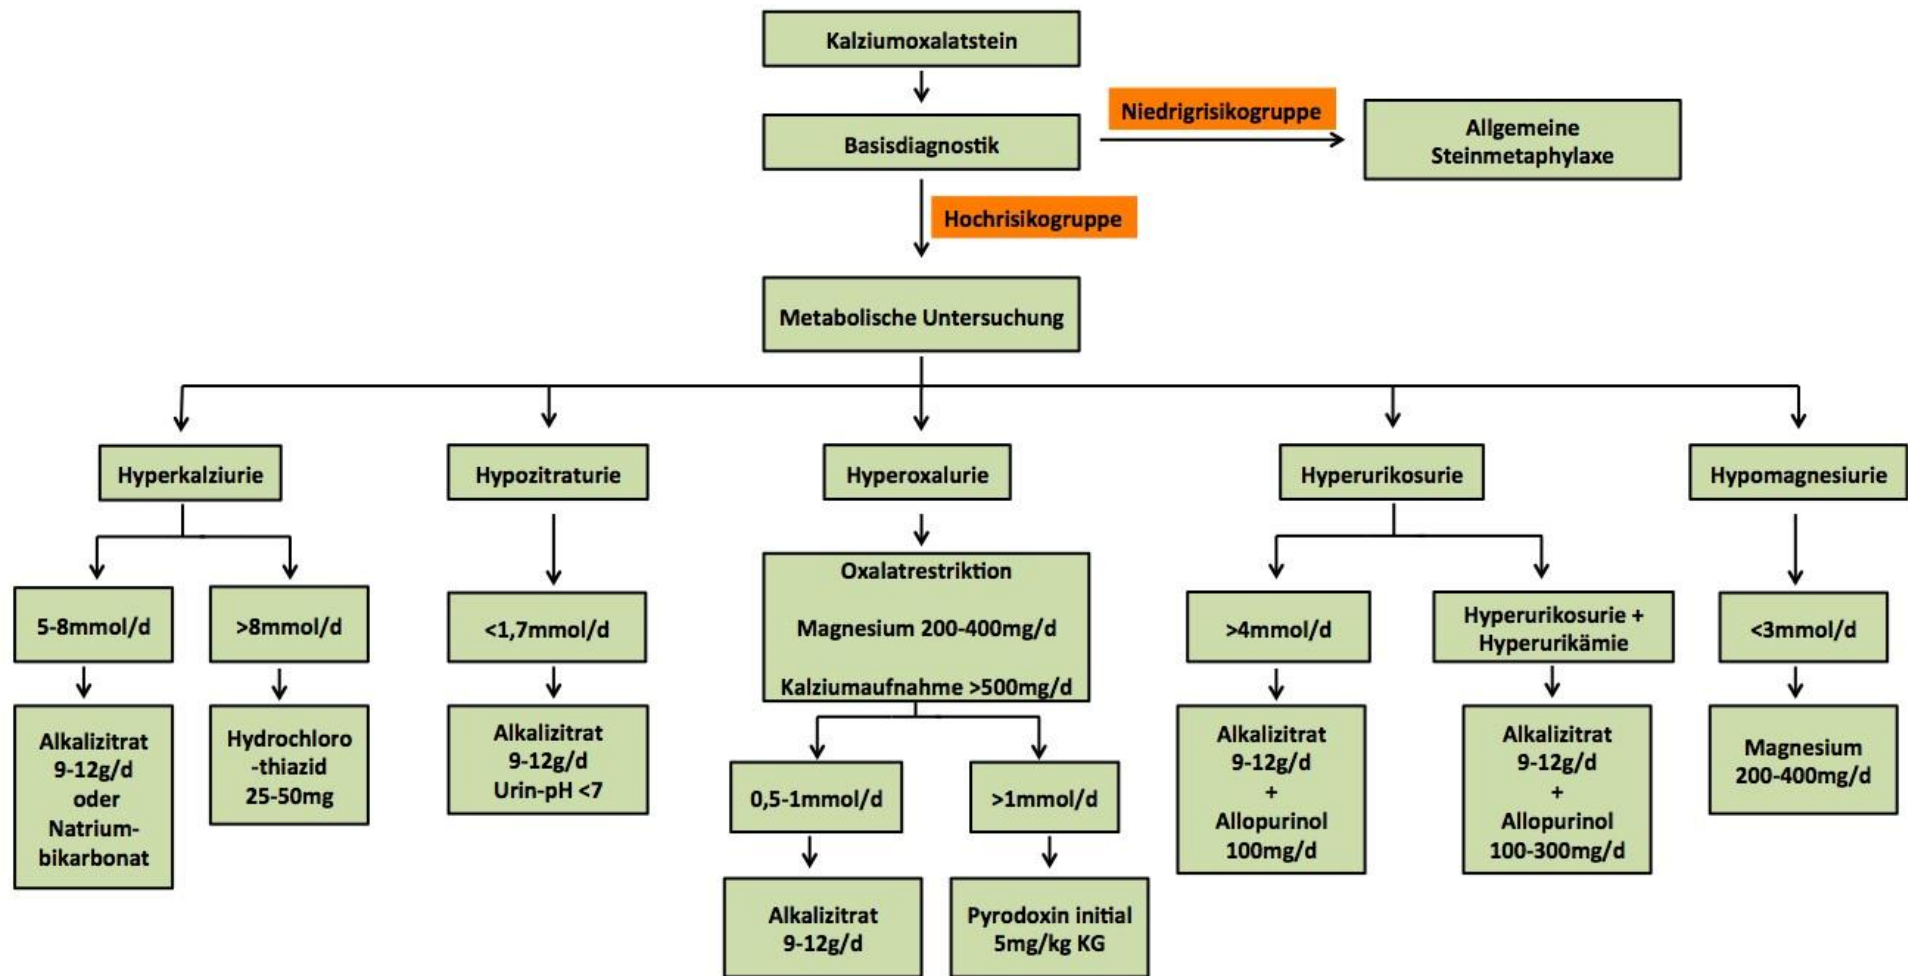 Kalziumoxalatstein
Niedrigrisikogruppe
Basisdiagnostik
Allgemeine
Steinmetaphylaxe
Hochrisikogruppe
Metabolische Untersuchung
Hyperkalziurie
Hypozitraturie
Hyperoxalurie
Hyperurikosurie
Hypomagnesiurie
5-8mmol/d
>8mmol/d
<1,7mmol/d
Oxalatrestriktion
Magnesium 200-400mg/d
Kalziumaufnahme >500mg/d
>4mmol/d
Hyperurikosurie +
Hyperurikämie
<3mmol/d
Alkalizitrat
9-12g/d
oder
Natrium-
bikarbonat
Hydrochloro
-thiazid
25-50mg
Alkalizitrat
9-12g/d
Urin-pH <7
0,5-1mmol/d
>1mmol/d
Alkalizitrat
9-12g/d
+
Allopurinol
100mg/d
Alkalizitrat
9-12g/d
+
Allopurinol
100-300mg/d
Magnesium
200-400mg/d
Alkalizitrat
9-12g/d
Pyrodoxin initial
5mg/kg KG